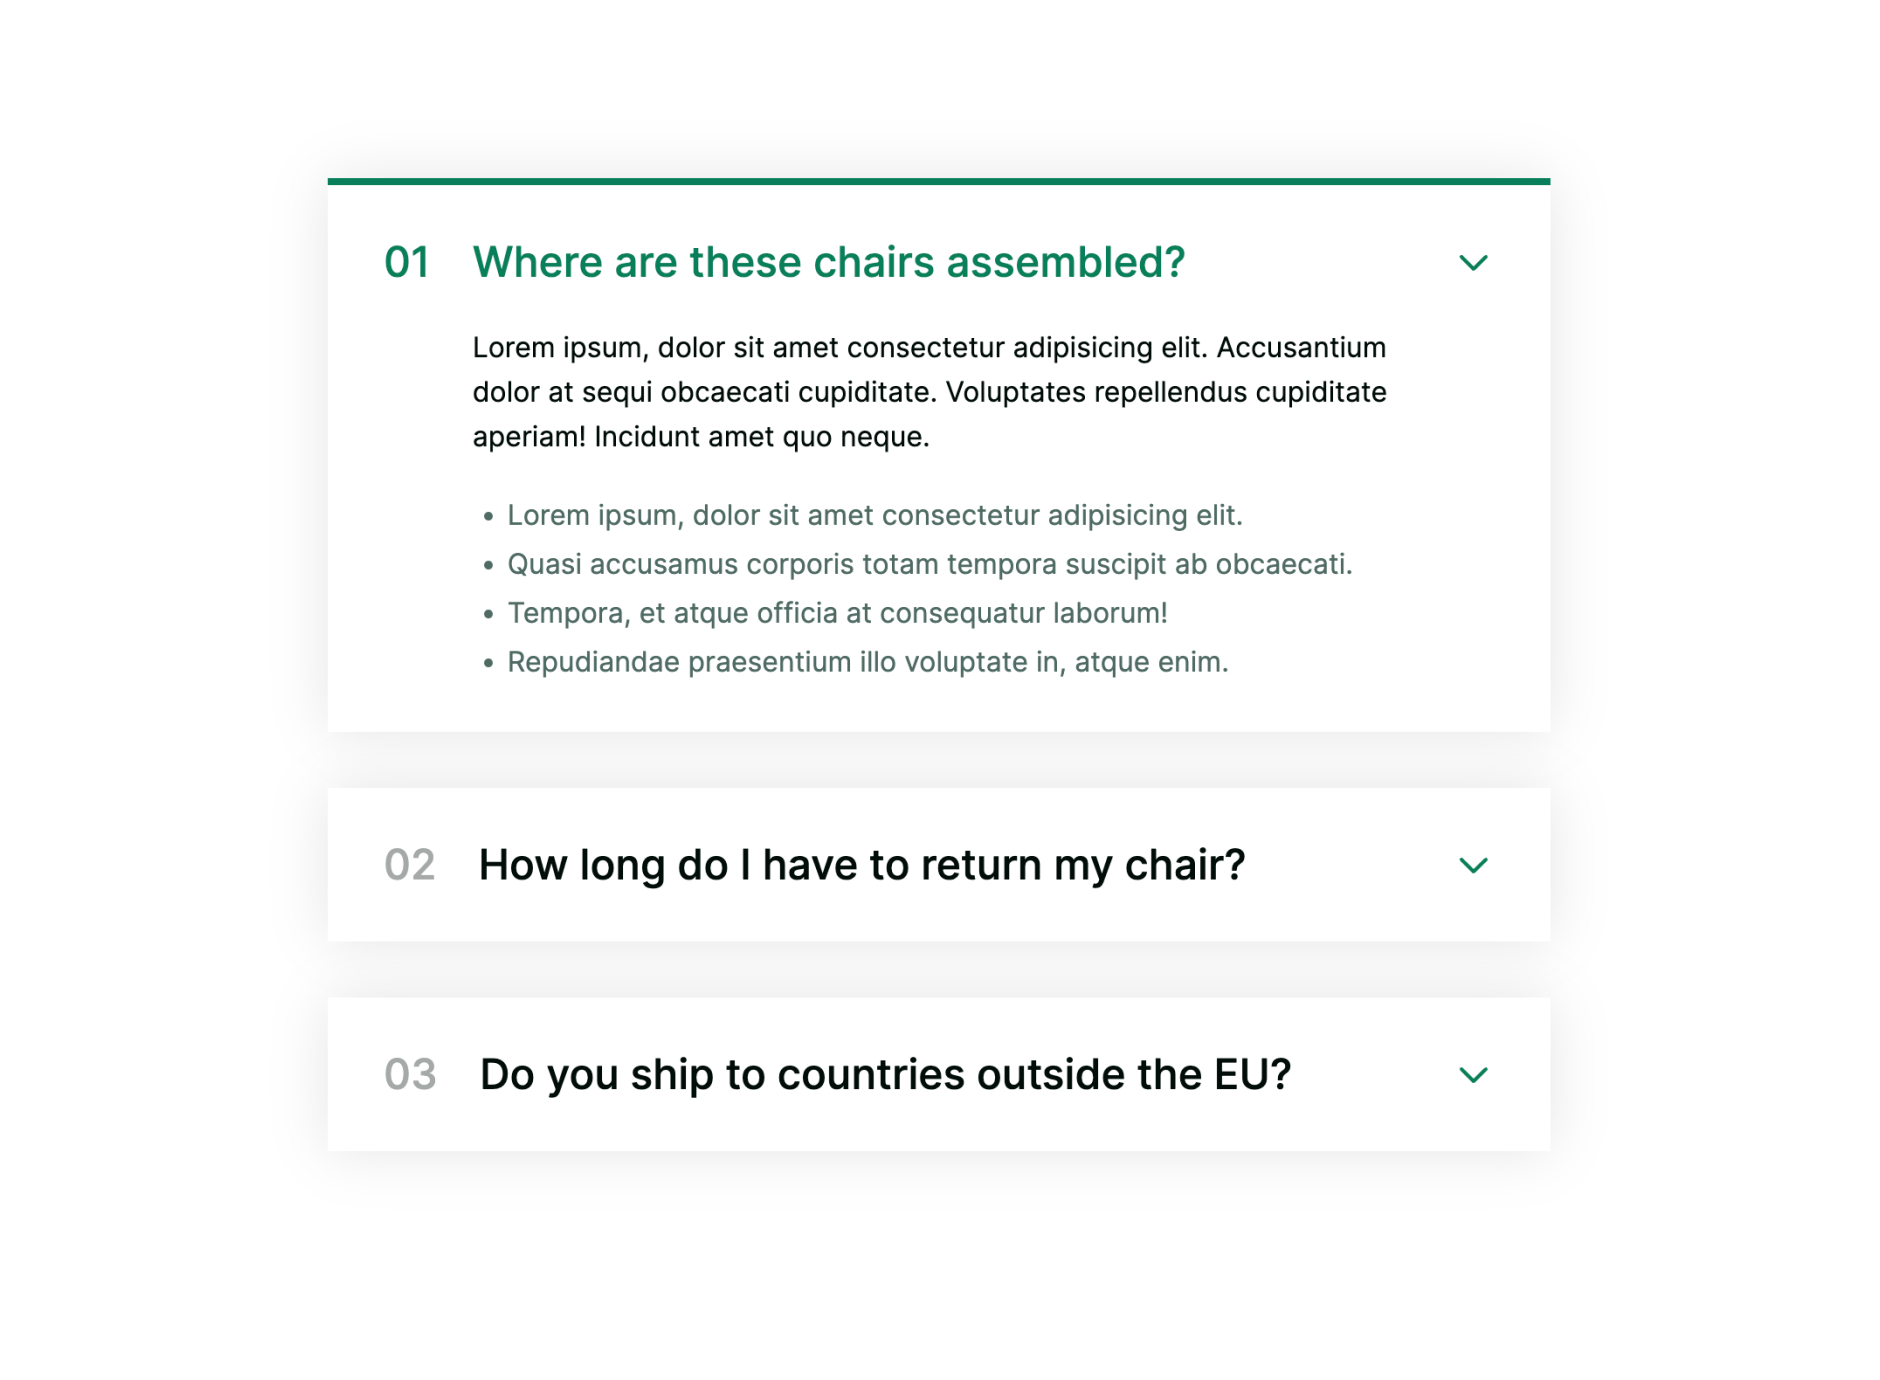 01 Where are these chairs assembled?
Lorem ipsum, dolor sit amet consectetur adipisicing elit. Accusantium
dolor at sequi obcaecati cupiditate. Voluptates repellendus cupiditate
aperiam! Incidunt amet quo neque.
• Lorem ipsum, dolor sit amet consectetur adipisicing elit.
• Quasi accusamus corporis totam tempora suscipit ab obcaecati.
• Tempora, et atque officia at consequatur laborum!
• Repudiandae praesentium illo voluptate in, atque enim.
02 How long do I have to return my chair?
03 Do you ship to countries outside the EU?